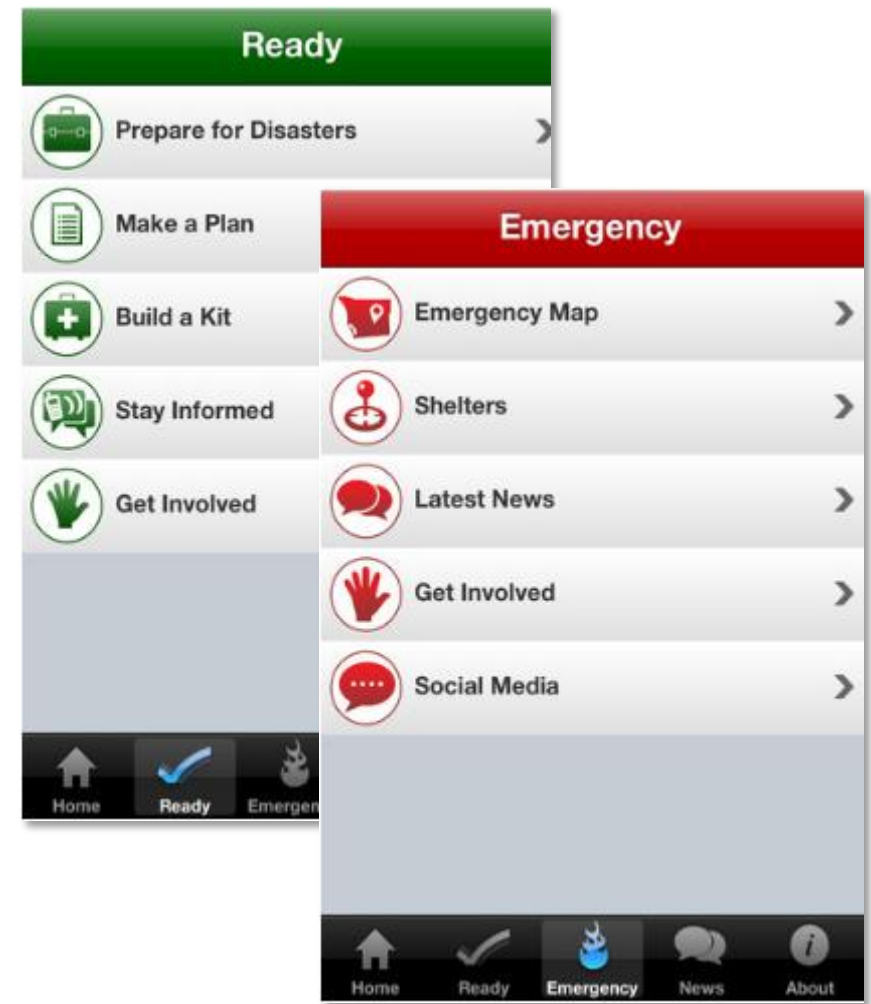 Ready
Prepare for Disasters
Make a Plan
Build a Kit
Stay Informed
Get Involved
Home
Ready
Emergen
Emergency
Emergency Map
Shelters
Latest News
Get Involved
Social Media
Home
Ready
Emergency
News
About